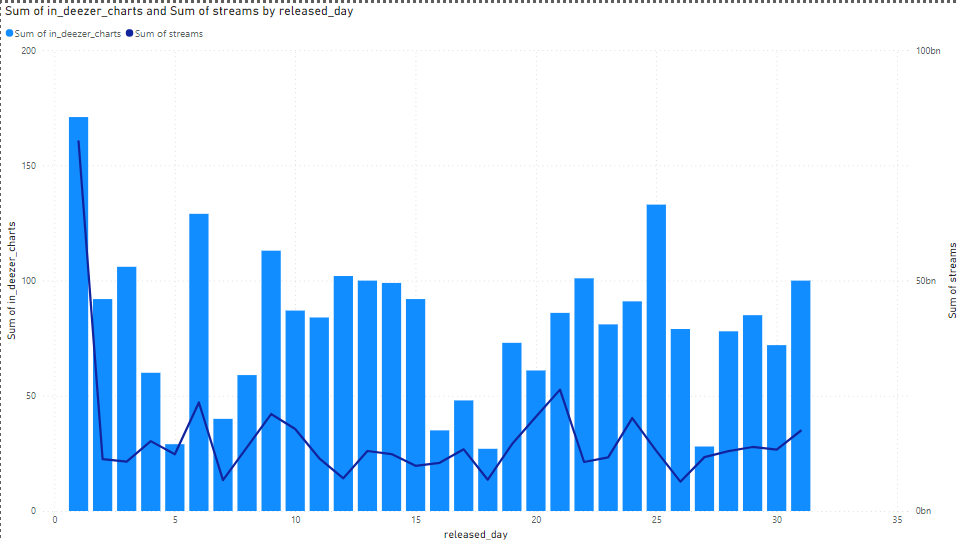 Sum of in_deezer_charts and Sum of streams by released_day
Sum of in_deezer_charts Sum of streams
200
150
100
50
0
Sum of in_deezer_charts
100bn
50bn
0bn
Sum of streams
0 5 10 15 20 25 30 35
released_day